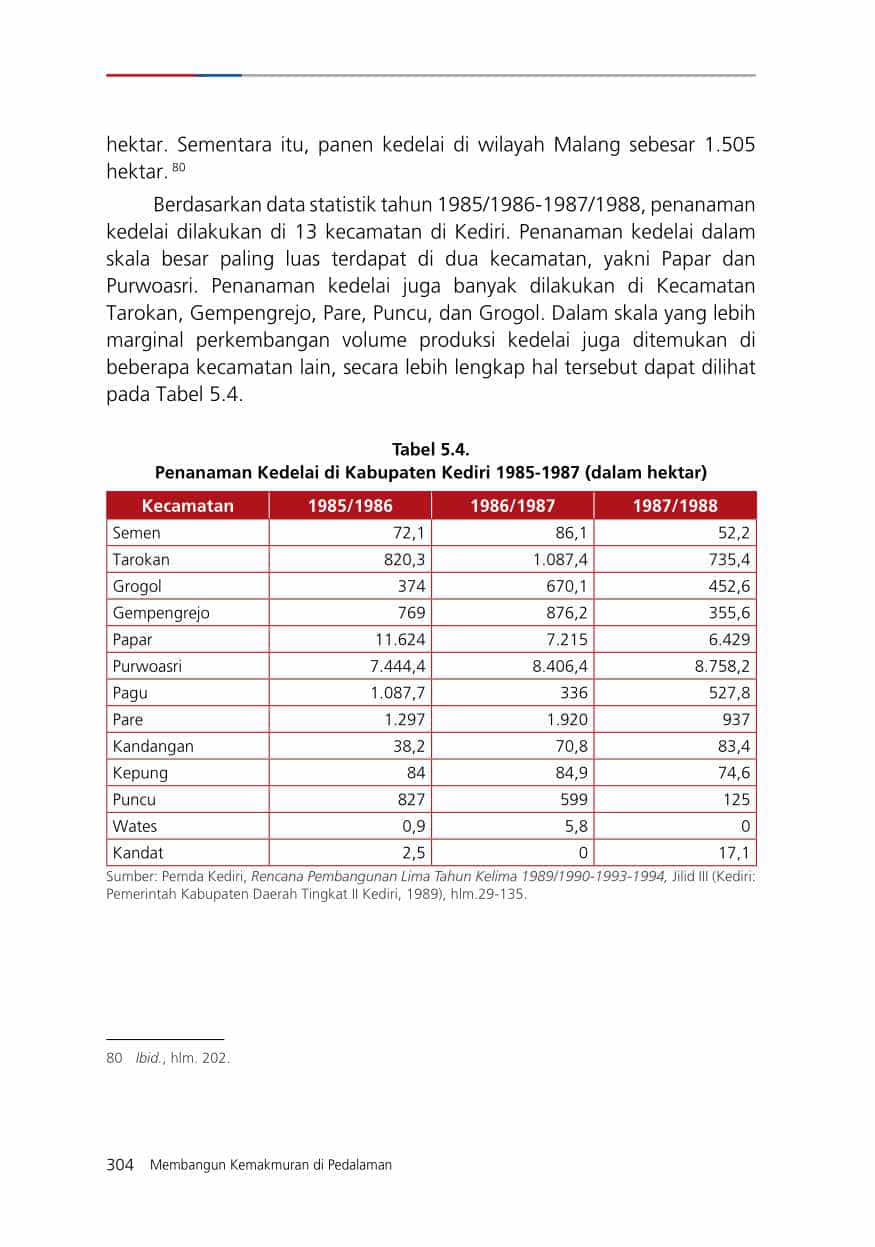 hektar. Sementara itu, panen kedelai di wilayah Malang sebesar 1.505
hektar. 80
Berdasarkan data statistik tahun 1985/1986-1987/1988, penanaman
kedelai dilakukan di 13 kecamatan di Kediri. Penanaman kedelai dalam
skala besar paling luas terdapat di dua kecamatan, yakni Papar dan
Purwoasri. Penanaman kedelai juga banyak dilakukan di Kecamatan
Tarokan, Gempengrejo, Pare, Puncu, dan Grogol. Dalam skala yang lebih
marginal perkembangan volume produksi kedelai juga ditemukan di
beberapa kecamatan lain, secara lebih lengkap hal tersebut dapat dilihat
pada Tabel 5.4.
Tabel 5.4.
Penanaman Kedelai di Kabupaten Kediri 1985-1987 (dalam hektar)
Kecamatan 1985/1986 1986/1987 1987/1988
Semen 72,1 86,1 52,2
Tarokan 820,3 1.087,4 735,4
Grogol 374 670,1 452,6
Gempengrejo 769 876,2 355,6
Papar 11.624 7.215 6.429
Purwoasri 7.444,4 8.406,4 8.758,2
Pagu 1.087,7 336 527,8
Pare 1.297 1.920 937
Kandangan 38,2 70,8 83,4
Kepung 84 84,9 74,6
Puncu 827 599 125
Wates 0,9 5,8 0
Kandat 2,5 0 17,1
Sumber: Pemda Kediri, Rencana Pembangunan Lima Tahun Kelima 1989/1990-1993-1994, Jilid III (Kediri:
Pemerintah Kabupaten Daerah Tingkat II Kediri, 1989), hlm.29-135.
80 Ibid., hlm. 202.
304 Membangun Kemakmuran di Pedalaman